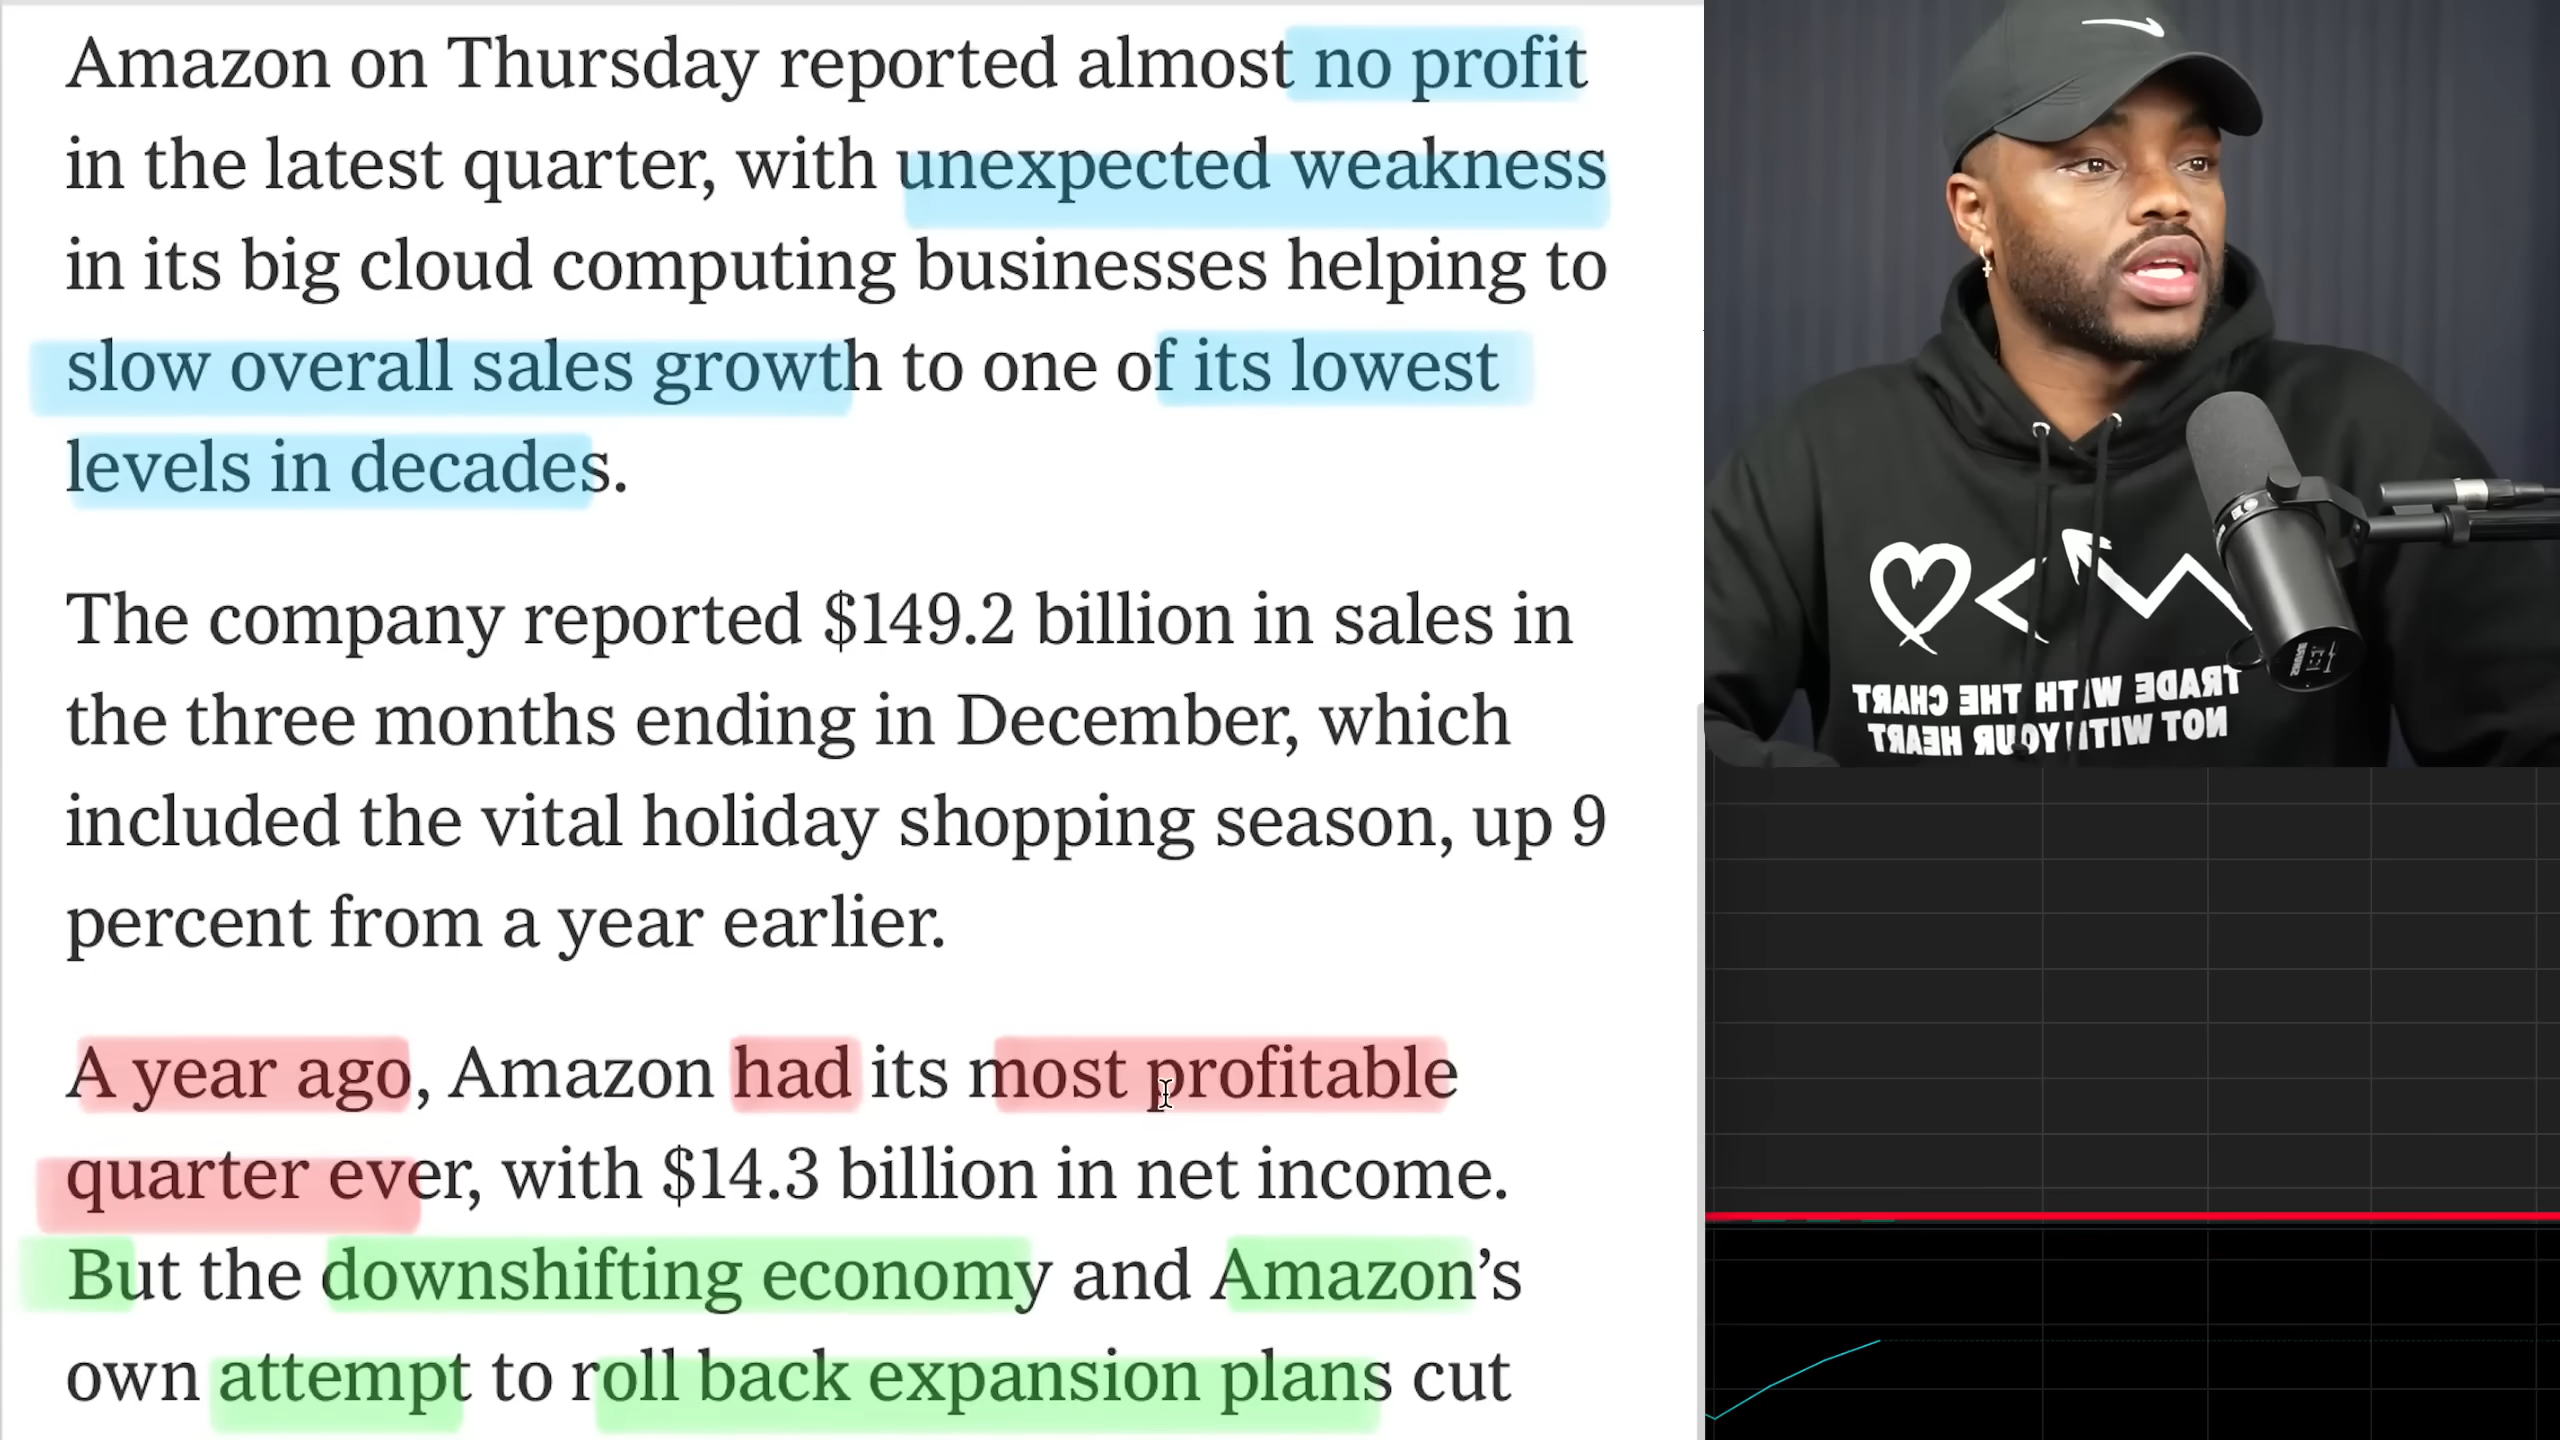 Amazon on Thursday reported almost no profit
in the latest quarter, with unexpected weakness
in its big cloud computing businesses helping to
slow overall sales growth to one of its lowest
levels in decades.
The company reported $149.2 billion in sales in
the three months ending in December, which
included the vital holiday shopping season, up 9
percent from a year earlier.
A year ago, Amazon had its most profitable
quarter ever, with $14.3 billion in net income.
But the downshifting economy and Amazon’s
own attempt to roll back expansion plans cut
TRADE WITH THE CHART
NOT WITH YOUR HEART